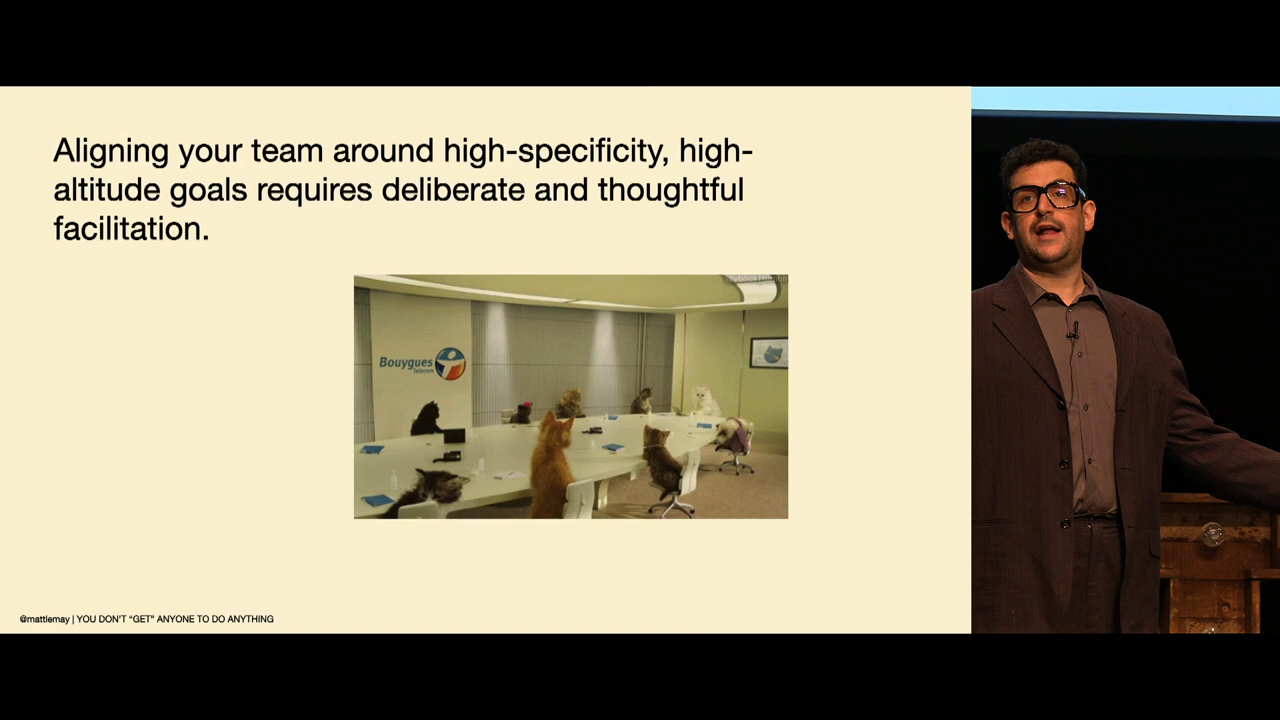 Aligning your team around high-specificity, high-
altitude goals requires deliberate and thoughtful
facilitation.
Bouygues
Telecom
@mattlemay | YOU DON'T “GET” ANYONE TO DO ANYTHING